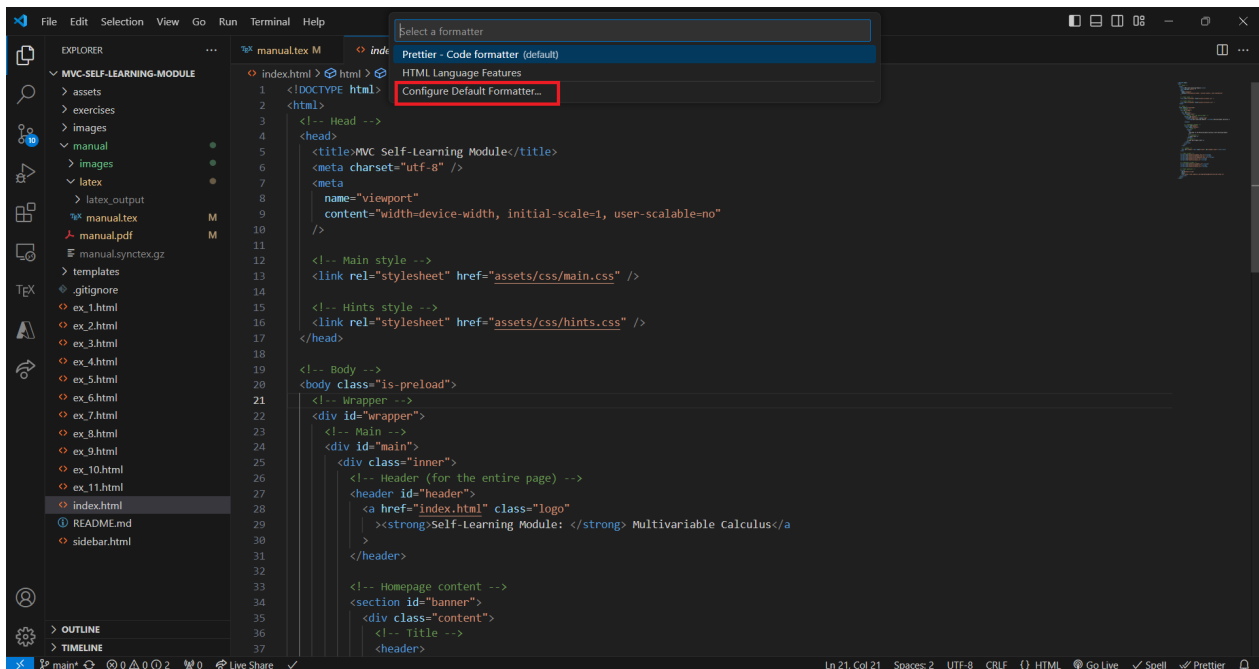 File Edit Selection View Go Run Terminal Help
Select a formatter
Prettier - Code formatter (default)
HTML Language Features
Configure Default Formatter...
EXPLORER
MVC-SELF-LEARNING-MODULE
assets
exercises
images
manual
images
latex
latex_output
TEX manual.tex M
manual.pdf M
manual.synctex.gz
templates
.gitignore
ex_1.html
ex_2.html
ex_3.html
ex_4.html
ex_5.html
ex_6.html
ex_7.html
ex_8.html
ex_9.html
ex_10.html
ex_11.html
index.html
README.md
sidebar.html
OUTLINE
TIMELINE
10
TEX
TEX manual.tex M <> inde
<> index.html > html >
1 <!DOCTYPE html>
2 <html>
3 <!-- Head -->
4 <head>
5 <title>MVC Self-Learning Module</title>
6 <meta charset="utf-8" />
7 <meta
8 name="viewport"
9 content="width=device-width, initial-scale=1, user-scalable=no"
10 />
11
12 <!-- Main style -->
13 <link rel="stylesheet" href="assets/css/main.css" />
14
15 <!-- Hints style -->
16 <link rel="stylesheet" href="assets/css/hints.css" />
17 </head>
18
19 <!-- Body -->
20 <body class="is-preload">
21 <!-- Wrapper -->
22 <div id="wrapper">
23 <!-- Main -->
24 <div id="main">
25 <div class="inner">
26 <!-- Header (for the entire page) -->
27 <header id="header">
28 <a href="index.html" class="logo"
29 ><strong>Self-Learning Module: </strong> Multivariable Calculus</a
30 >
31 </header>
32
33 <!-- Homepage content -->
34 <section id="banner">
35 <div class="content">
36 <!-- Title -->
37 <header>
main* 0 0 2 0 Live Share Ln 21, Col 21 Spaces: 2 UTF-8 CRLF {} HTML Go Live Spell Prettier